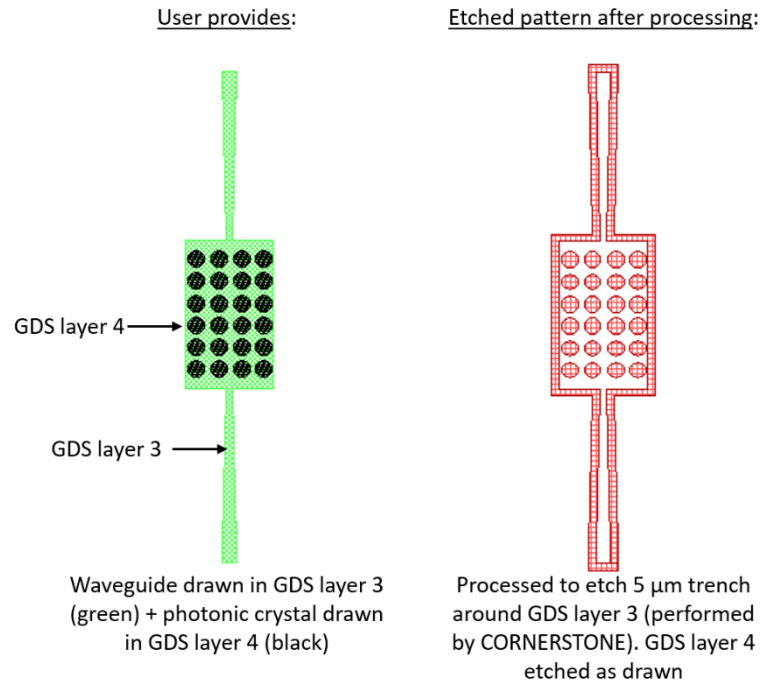 User provides:
Etched pattern after processing:
GDS layer 4
GDS layer 3
Waveguide drawn in GDS layer 3
(green) + photonic crystal drawn
in GDS layer 4 (black)
Processed to etch 5 µm trench
around GDS layer 3 (performed
by CORNERSTONE). GDS layer 4
etched as drawn